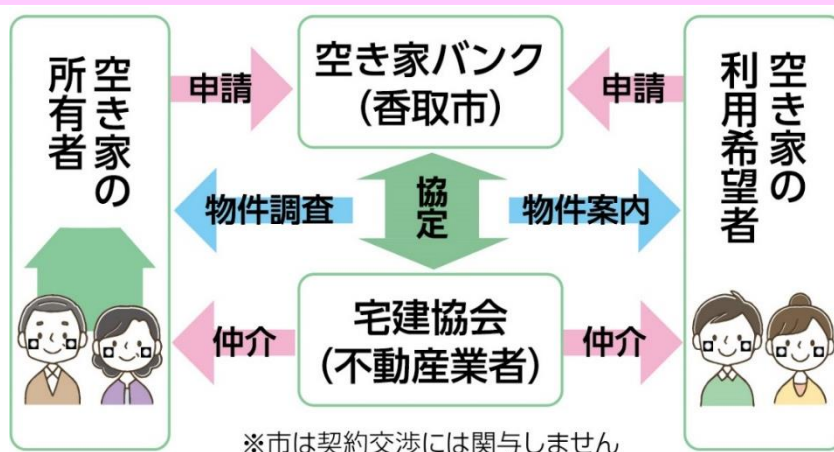 空き家の
所有者
申請
空き家バンク
（香取市）
申請
空き家の
利用希望者
物件調査
協定
物件案内
仲介
宅建協会
（不動産業者）
仲介
※市は契約交渉には関与しません